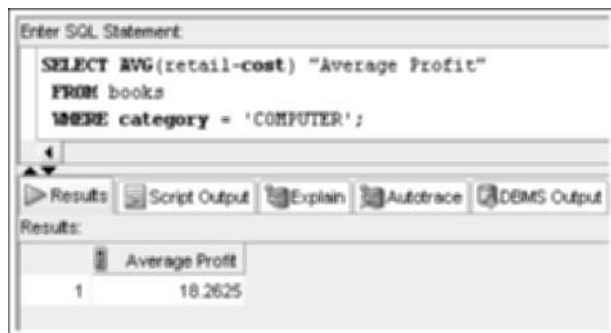 Enter SQL Statement:
SELECT AVG(retail-cost) "Average Profit"
FROM books
WHERE category = 'COMPUTER';
Results Script Output Explain Autotrace DBMS Output
Results:
Average Profit
1 18.2625